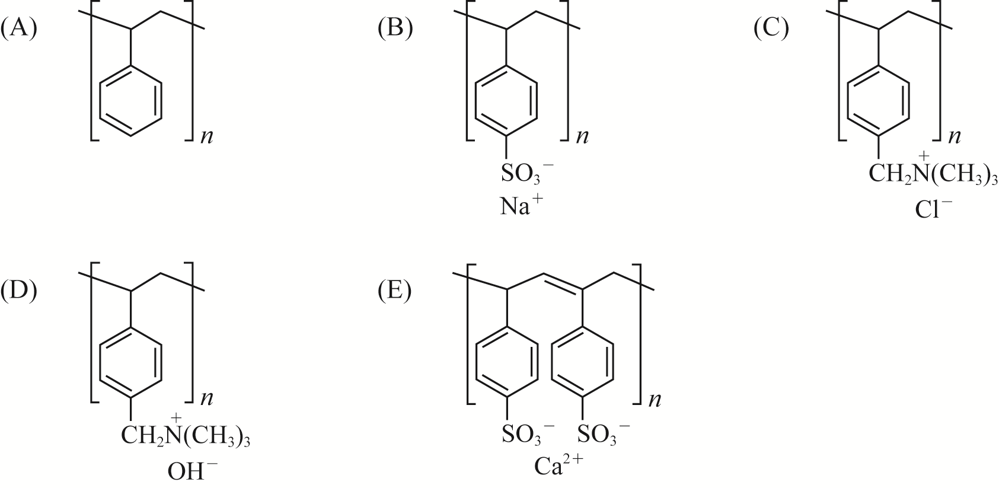 (A) n
(B) n
SO₃⁻
Na⁺
(C) n
CH₂N⁺(CH₃)₃
Cl⁻
(D) n
CH₂N⁺(CH₃)₃
OH⁻
(E) n
SO₃⁻ SO₃⁻
Ca²⁺